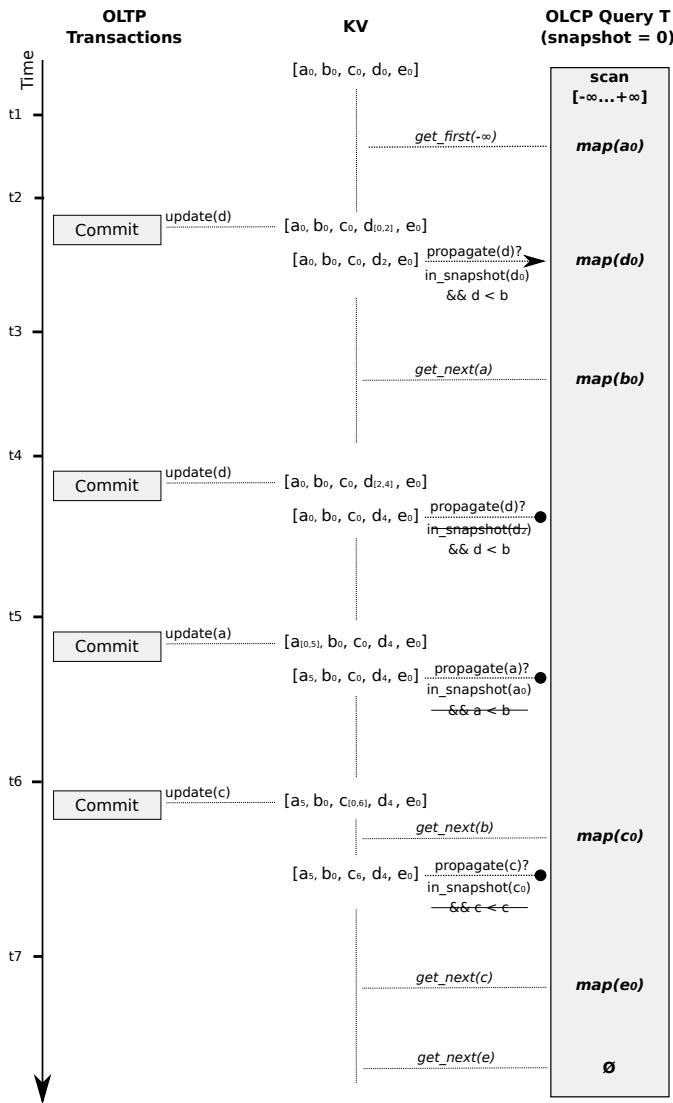 OLTP Transactions
KV
OLCP Query T (snapshot = 0)
Time
[a₀, b₀, c₀, d₀, e₀]
scan
[-∞...+∞]
t1
get_first(-∞)
map(a₀)
t2
Commit
update(d)
[a₀, b₀, c₀, d[0,2], e₀]
[a₀, b₀, c₀, d₂, e₀]
propagate(d)?
in_snapshot(d₀)
&& d < b
map(d₀)
t3
get_next(a)
map(b₀)
t4
Commit
update(d)
[a₀, b₀, c₀, d[2,4], e₀]
[a₀, b₀, c₀, d₄, e₀]
propagate(d)?
in_snapshot(d₂)
&& d < b
t5
Commit
update(a)
[a[0,5], b₀, c₀, d₄, e₀]
[a₅, b₀, c₀, d₄, e₀]
propagate(a)?
in_snapshot(a₀)
&& a < b
t6
Commit
update(c)
[a₅, b₀, c[0,6], d₄, e₀]
get_next(b)
map(c₀)
[a₅, b₀, c₆, d₄, e₀]
propagate(c)?
in_snapshot(c₀)
&& c < c
t7
get_next(c)
map(e₀)
get_next(e)
Ø